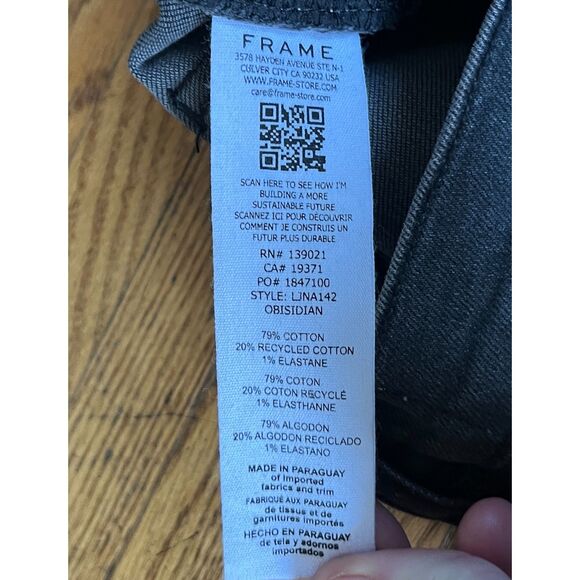 FRAME
3578 HAYDEN AVENUE STE N-1
CULVER CITY CA 90232 USA
WWW.FRAME-STORE.COM
care@frame-store.com
SCAN HERE TO SEE HOW I'M
BUILDING A MORE
SUSTAINABLE FUTURE
SCANNEZ ICI POUR DÉCOUVRIR
COMMENT JE CONSTRUIS UN
FUTUR PLUS DURABLE
RN# 139021
CA# 19371
PO# 1847100
STYLE: LJNA142
OBISIDIAN
79% COTTON
20% RECYCLED COTTON
1% ELASTANE
79% COTON
20% COTON RECYCLÉ
1% ELASTHANNE
79% ALGODÓN
20% ALGODON RECICLADO
1% ELASTANO
MADE IN PARAGUAY
of imported
fabrics and trim
FABRIQUÉ AUX PARAGUAY
de tissus et de
garnitures importés
HECHO EN PARAGUAY
de tela y adornos
importados